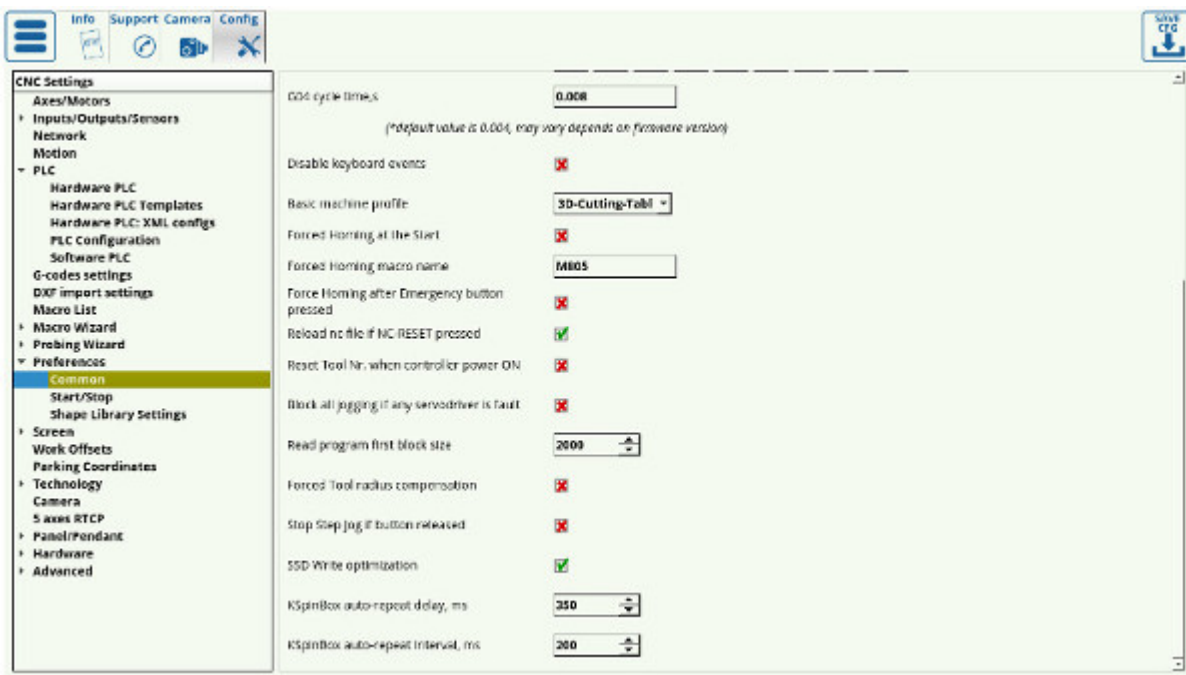 Info Support Camera Config
SAVE
CFG
CNC Settings
Axes/Motors
Inputs/Outputs/Sensors
Network
Motion
PLC
Hardware PLC
Hardware PLC Templates
Hardware PLC: XML configs
PLC Configuration
Software PLC
G-codes settings
DXF import settings
Macro List
Macro Wizard
Probing Wizard
Preferences
Common
Start/Stop
Shape Library Settings
Screen
Work Offsets
Parking Coordinates
Technology
Camera
5 axes RTCP
Panel/Pendant
Hardware
Advanced
G04 cycle time,s 0.008
(*default value is 0.004, may vary depends on firmware version)
Disable keyboard events
Basic machine profile 3D-Cutting-Tabl
Forced Homing at the Start
Forced Homing macro name M805
Force Homing after Emergency button
pressed
Reload nc file if NC-RESET pressed
Reset Tool Nr. when controller power ON
Block all jogging if any servodriver is fault
Read program first block size 2000
Forced Tool radius compensation
Stop Step Jog if button released
SSD Write optimization
KSpinBox auto-repeat delay, ms 350
KSpinBox auto-repeat interval, ms 200